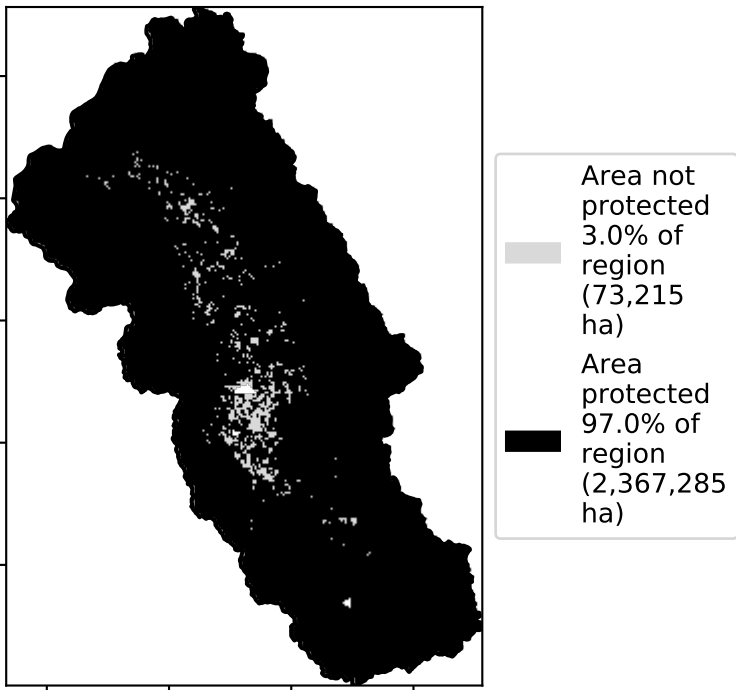 Area not
protected
3.0% of
region
(73,215
ha)
Area
protected
97.0% of
region
(2,367,285
ha)